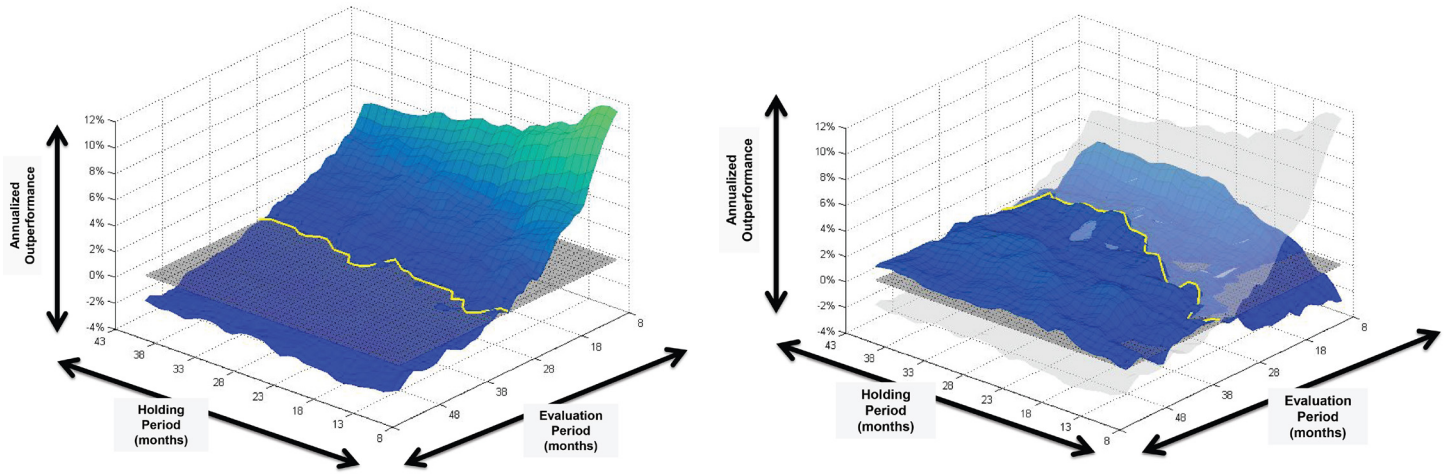 12%
10%
8%
6%
4%
2%
0%
-2%
-4%
Annualized
Outperformance
43
38
33
28
23
18
13
8
Holding
Period
(months)
48
38
28
18
8
Evaluation
Period
(months)
12%
10%
8%
6%
4%
2%
0%
-2%
-4%
Annualized
Outperformance
43
38
33
28
23
18
13
8
Holding
Period
(months)
48
38
28
18
8
Evaluation
Period
(months)